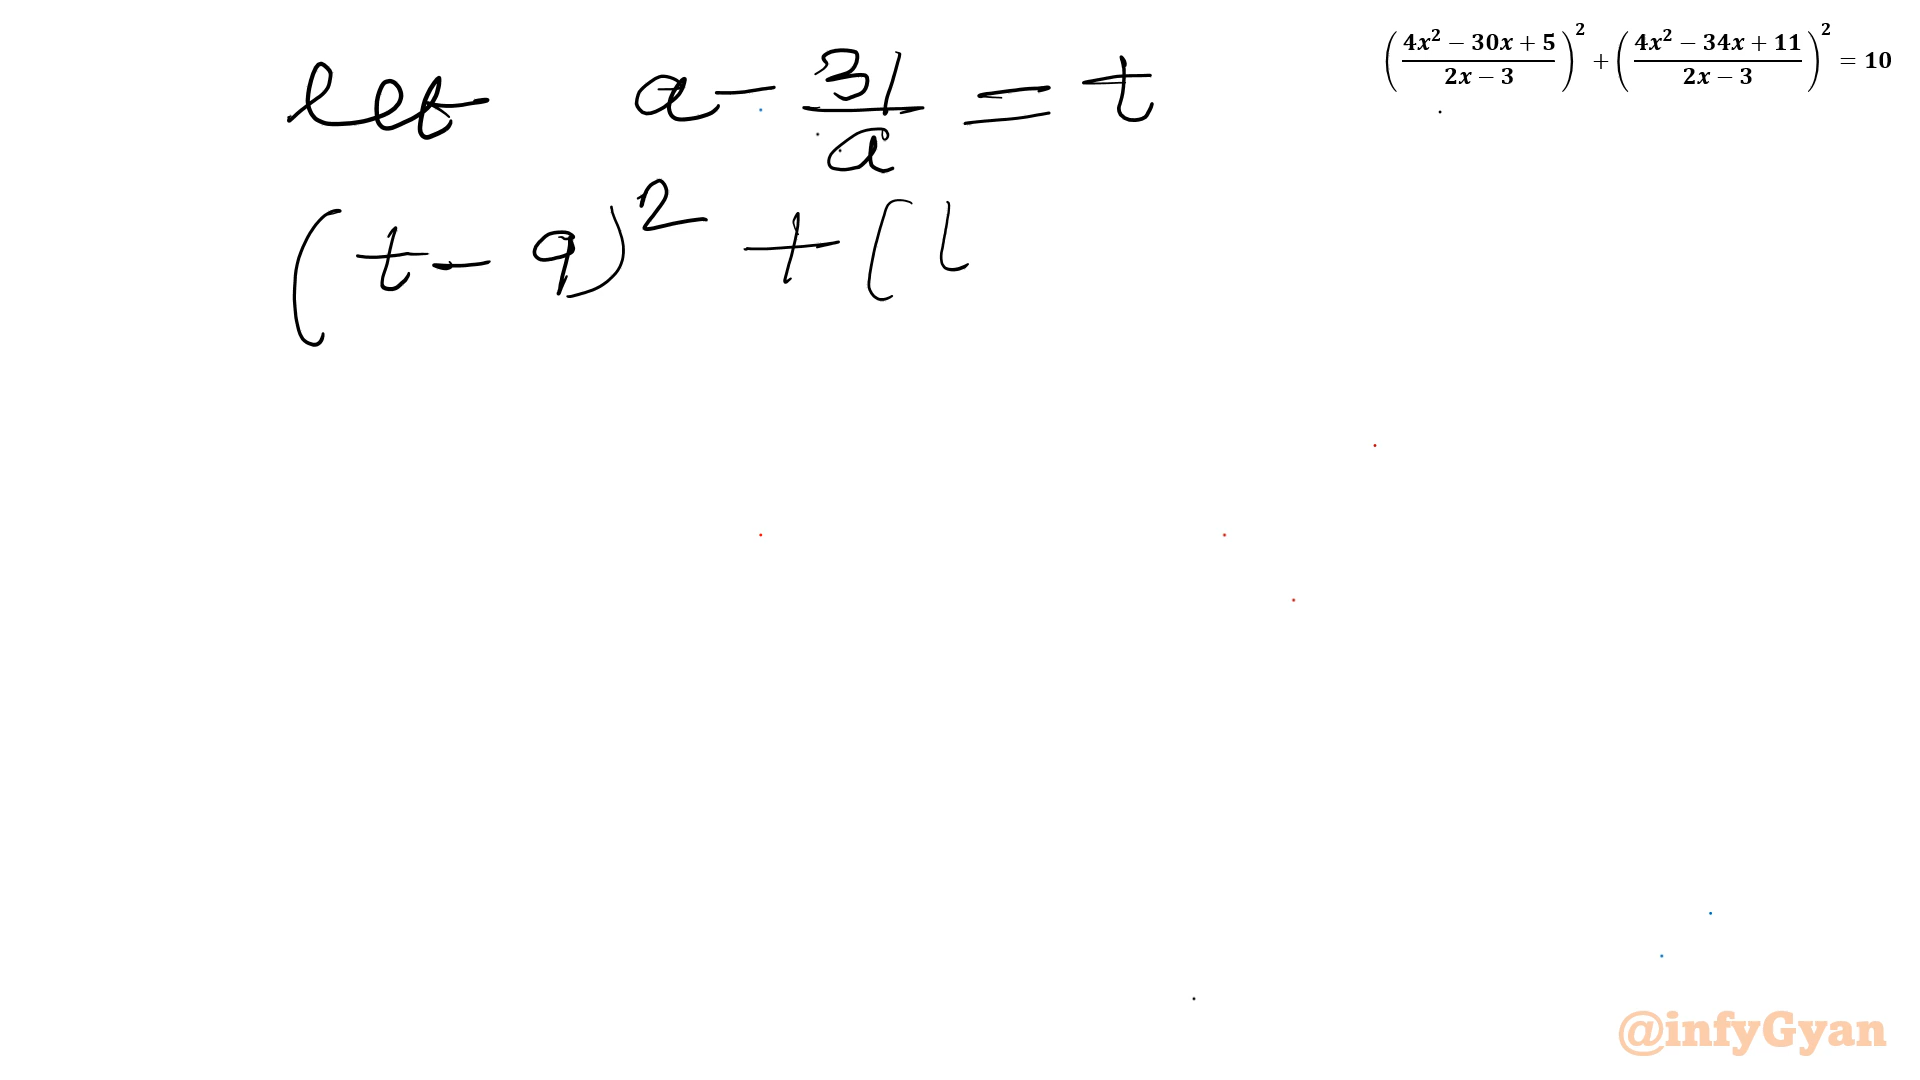 let a - 31/a = t
(t - 9)² + (t
((4x² − 30x + 5)/(2x − 3))² + ((4x² − 34x + 11)/(2x − 3))² = 10
@infyGyan